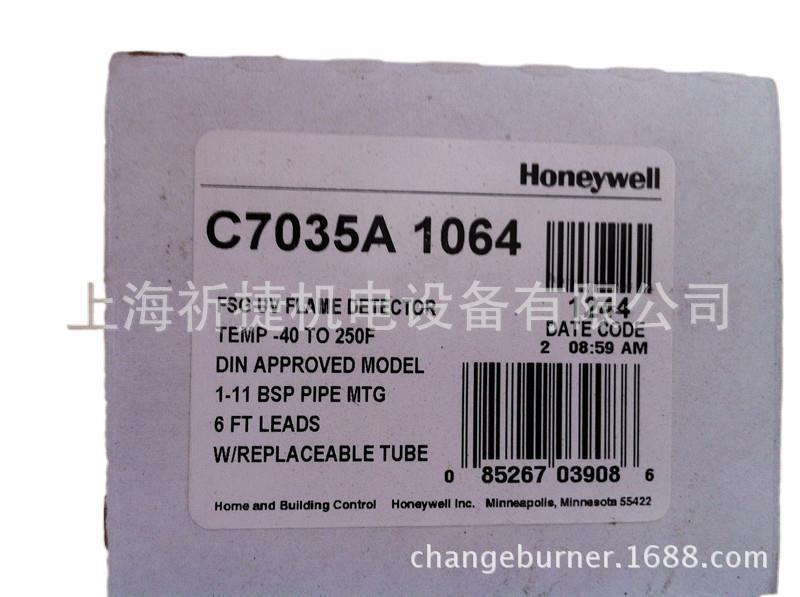 Honeywell
C7035A 1064
FSG UV FLAME DETECTOR
TEMP -40 TO 250F
DIN APPROVED MODEL
1-11 BSP PIPE MTG
6 FT LEADS
W/REPLACEABLE TUBE
1244
DATE CODE
2 08:59 AM
0 85267 03908 6
Home and Building Control Honeywell Inc. Minneapolis, Minnesota 55422
上海祈捷机电设备有限公司
changeburner.1688.com